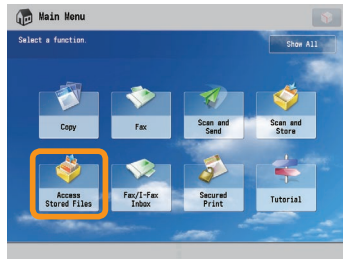 Main Menu
Select a function.
Show All
Copy
Fax
Scan and
Send
Scan and
Store
Access
Stored Files
Fax/I-Fax
Inbox
Secured
Print
Tutorial